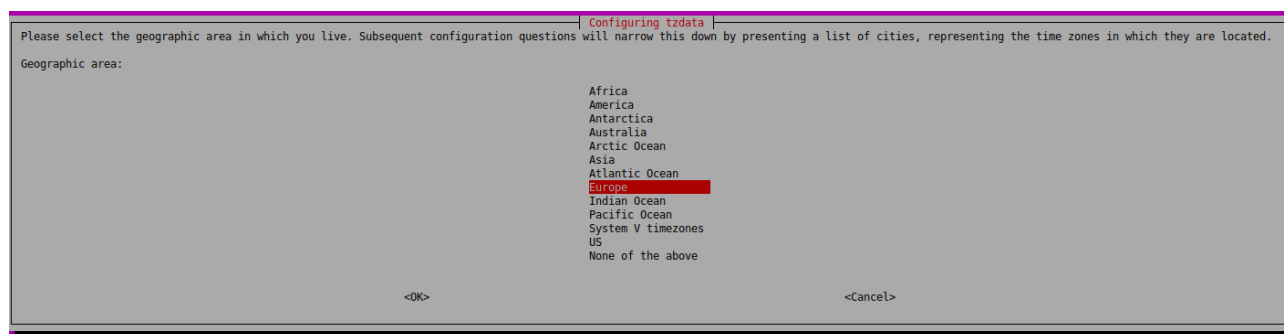 Configuring tzdata
Please select the geographic area in which you live. Subsequent configuration questions will narrow this down by presenting a list of cities, representing the time zones in which they are located.
Geographic area:
Africa
America
Antarctica
Australia
Arctic Ocean
Asia
Atlantic Ocean
Europe
Indian Ocean
Pacific Ocean
System V timezones
US
None of the above
<OK> <Cancel>